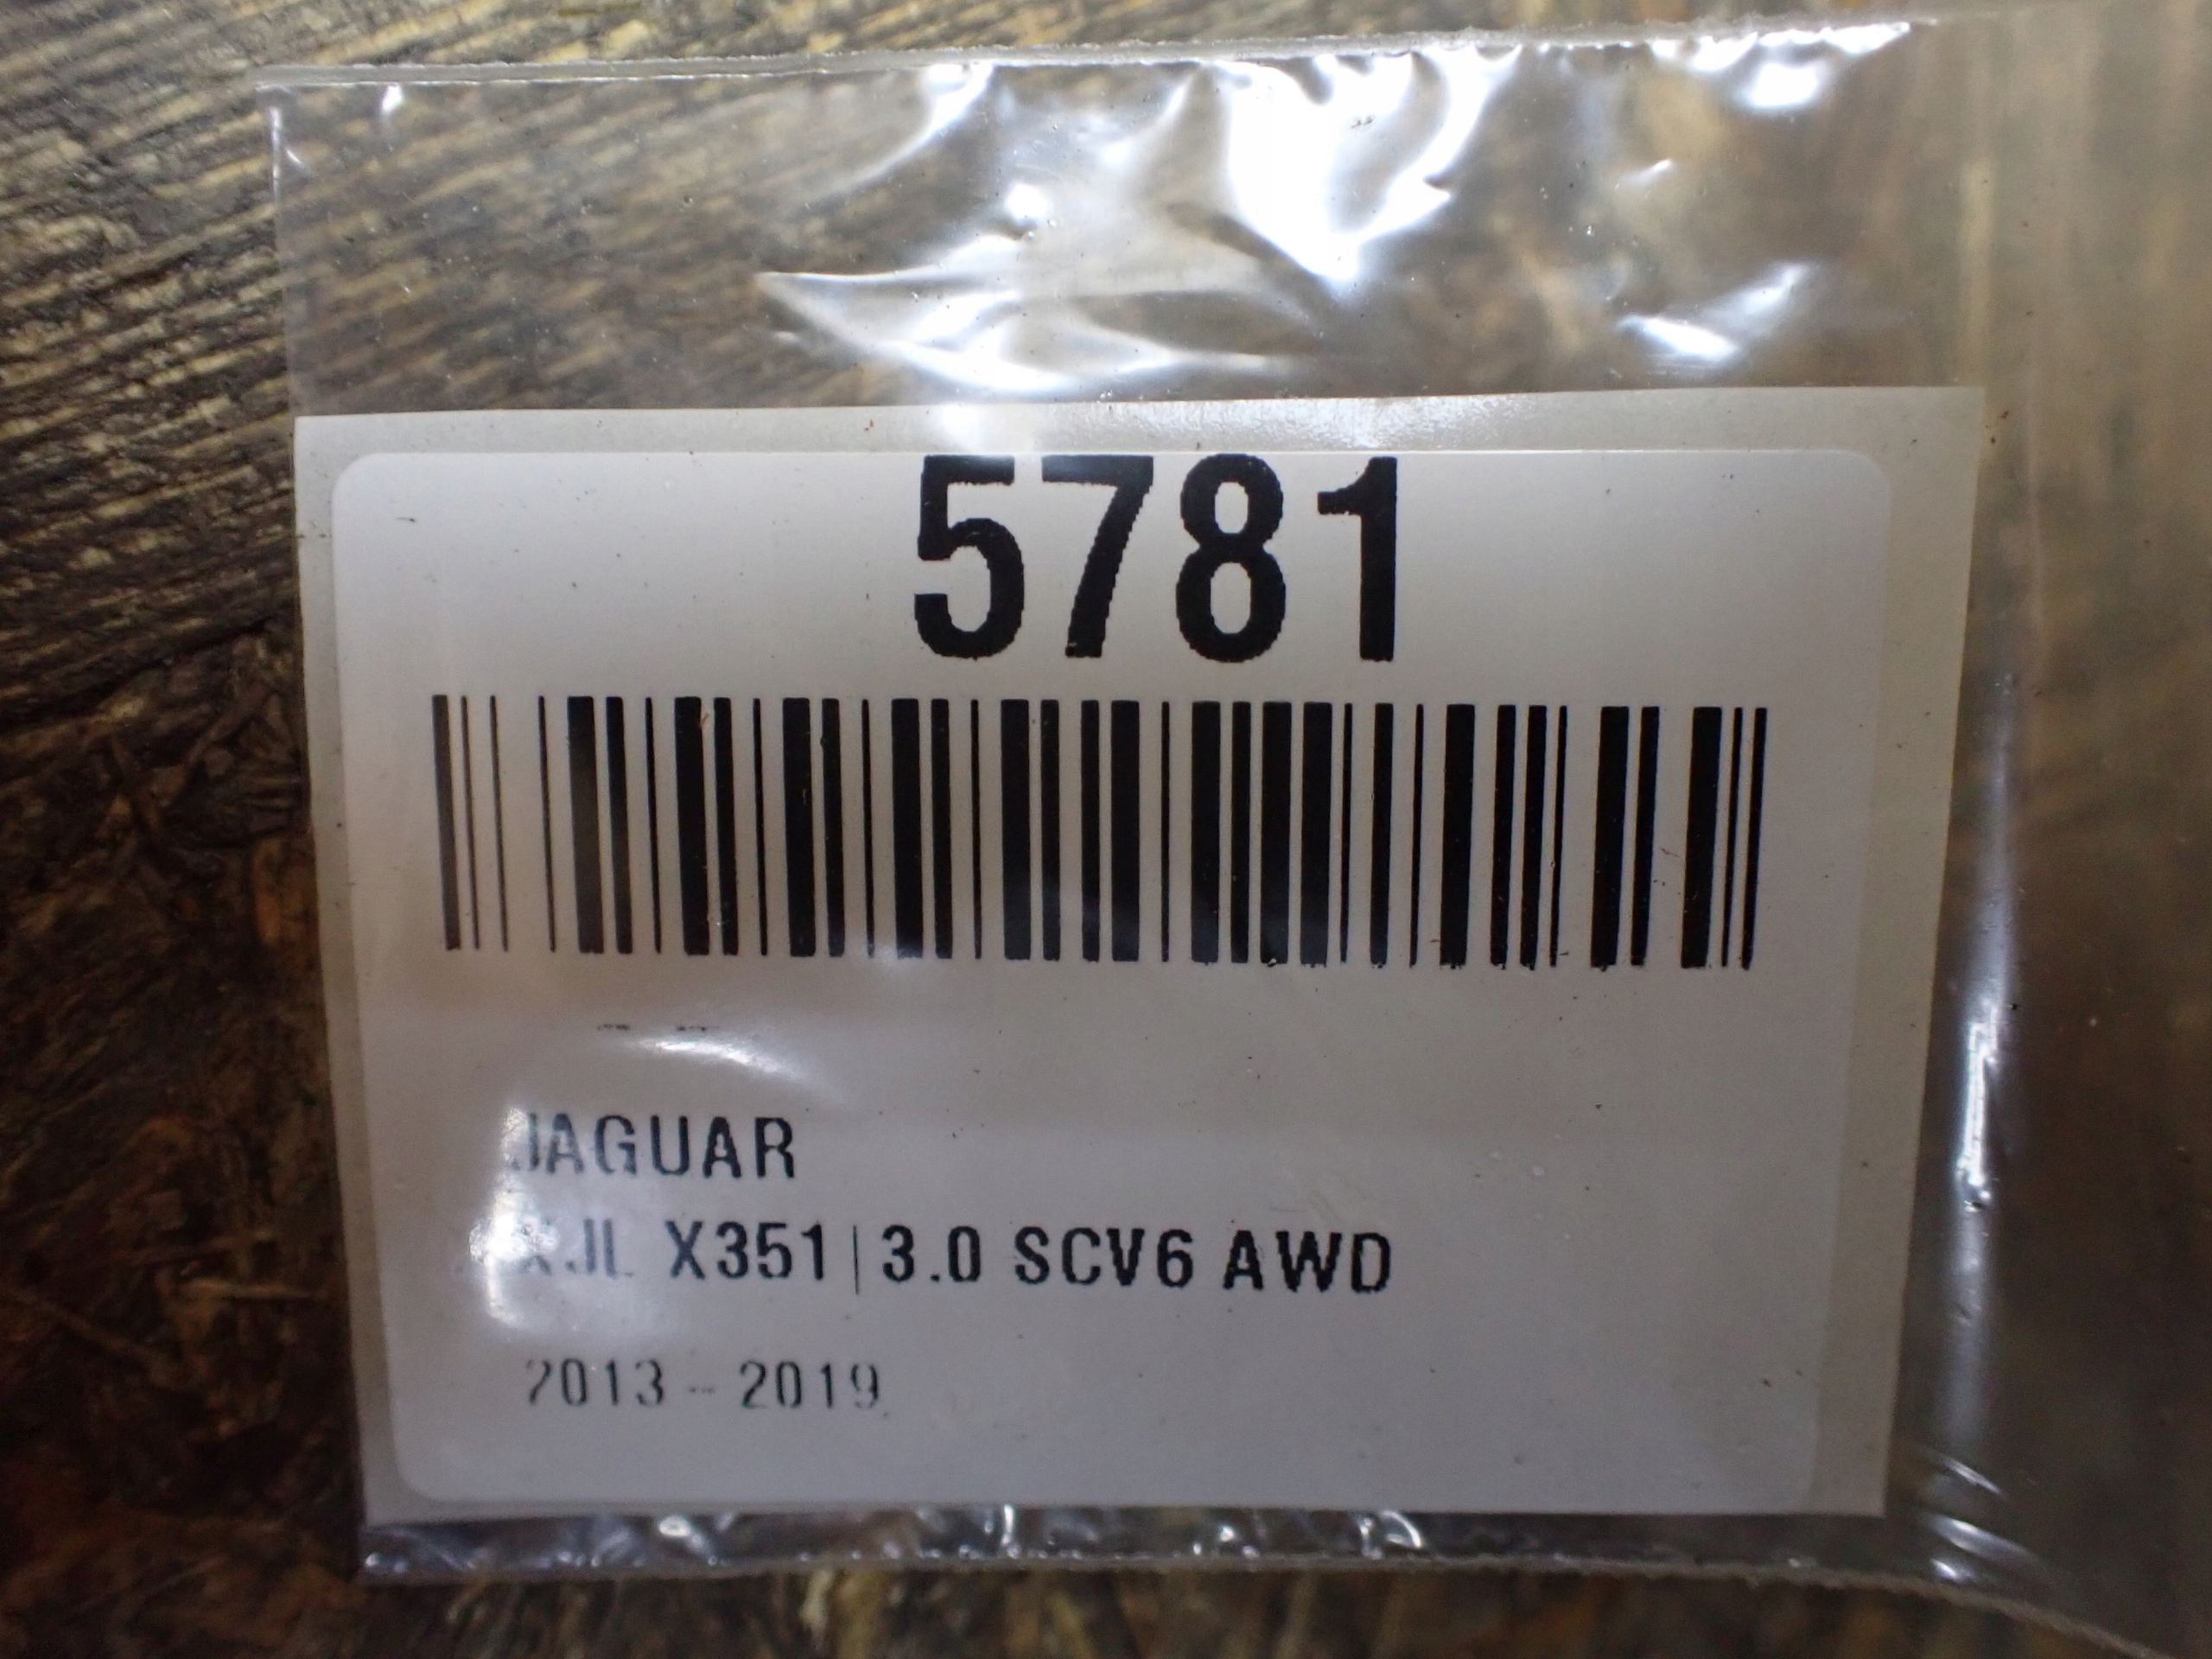 5781
JAGUAR
XJL X351|3.0 SCV6 AWD
2013 - 2019